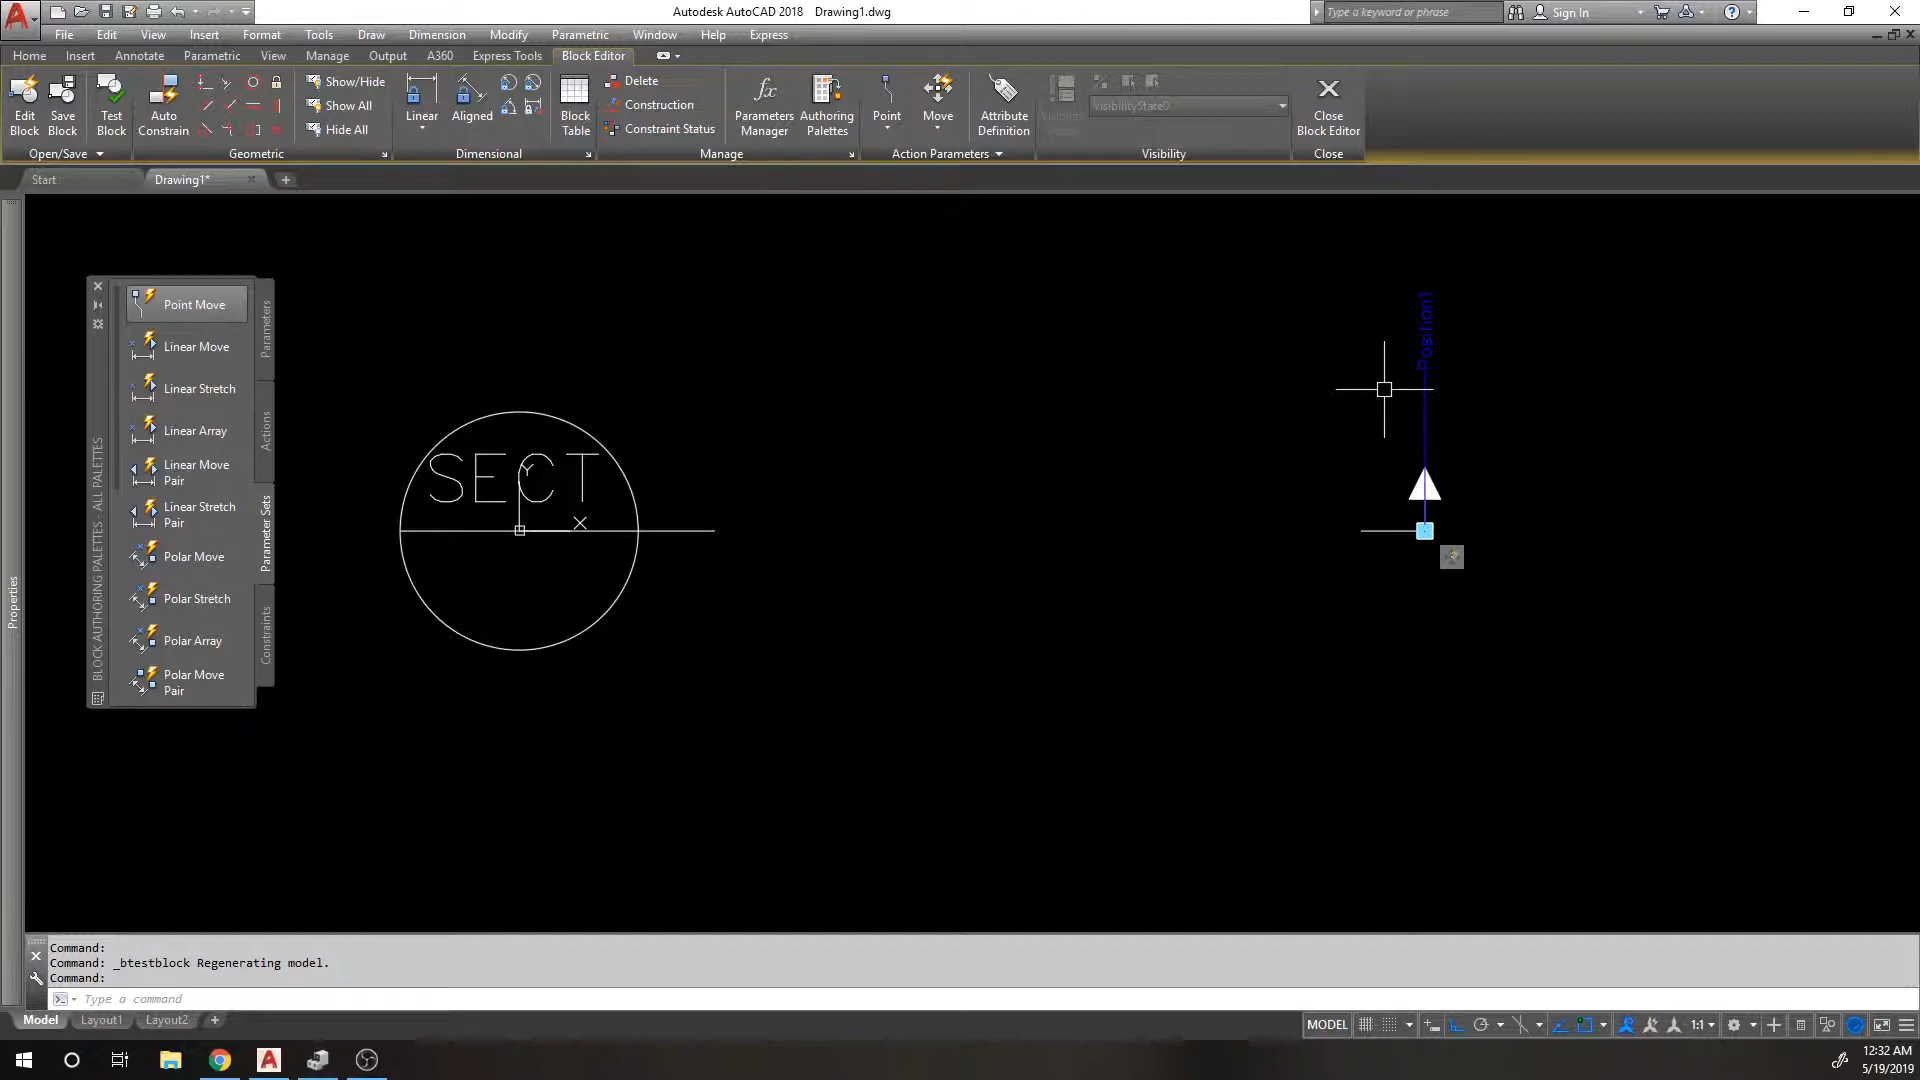 Autodesk AutoCAD 2018 Drawing1.dwg
Type a keyword or phrase
Sign In
File Edit View Insert Format Tools Draw Dimension Modify Parametric Window Help Express
Home Insert Annotate Parametric View Manage Output A360 Express Tools Block Editor
Edit Block
Save Block
Test Block
Auto Constrain
Show/Hide
Show All
Hide All
Linear
Aligned
Block Table
Delete
Construction
Constraint Status
Parameters Manager
Authoring Palettes
Point
Move
Attribute Definition
VisibilityState0
Close Block Editor
Open/Save
Geometric
Dimensional
Manage
Action Parameters
Visibility
Close
Start
Drawing1*
Point Move
Linear Move
Linear Stretch
Linear Array
Linear Move Pair
Linear Stretch Pair
Polar Move
Polar Stretch
Polar Array
Polar Move Pair
Parameters
Actions
Parameter Sets
Constraints
BLOCK AUTHORING PALETTES - ALL PALETTES
Properties
SECT
Y
X
Position1
Command:
Command: _btestblock Regenerating model.
Command:
Type a command
Model Layout1 Layout2
MODEL
1:1
12:32 AM
5/19/2019